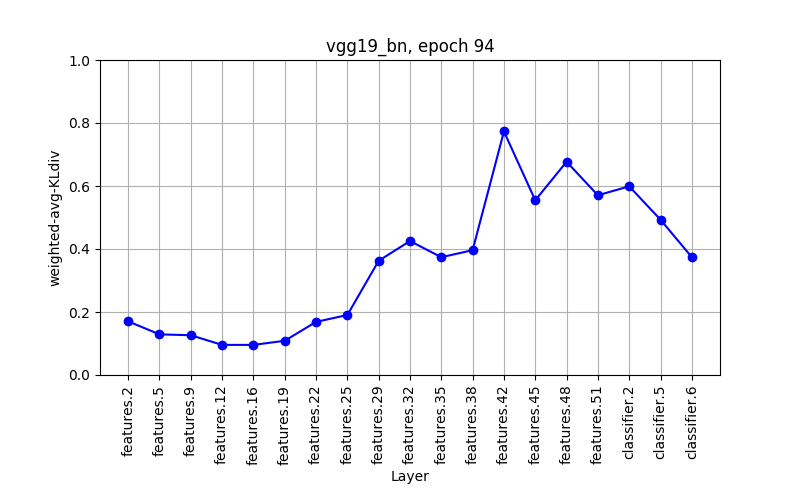 vgg19_bn, epoch 94
1.0
0.8
0.6
0.4
0.2
0.0
weighted-avg-KLdiv
features.2
features.5
features.9
features.12
features.16
features.19
features.22
features.25
features.29
features.32
features.35
features.38
features.42
features.45
features.48
features.51
classifier.2
classifier.5
classifier.6
Layer